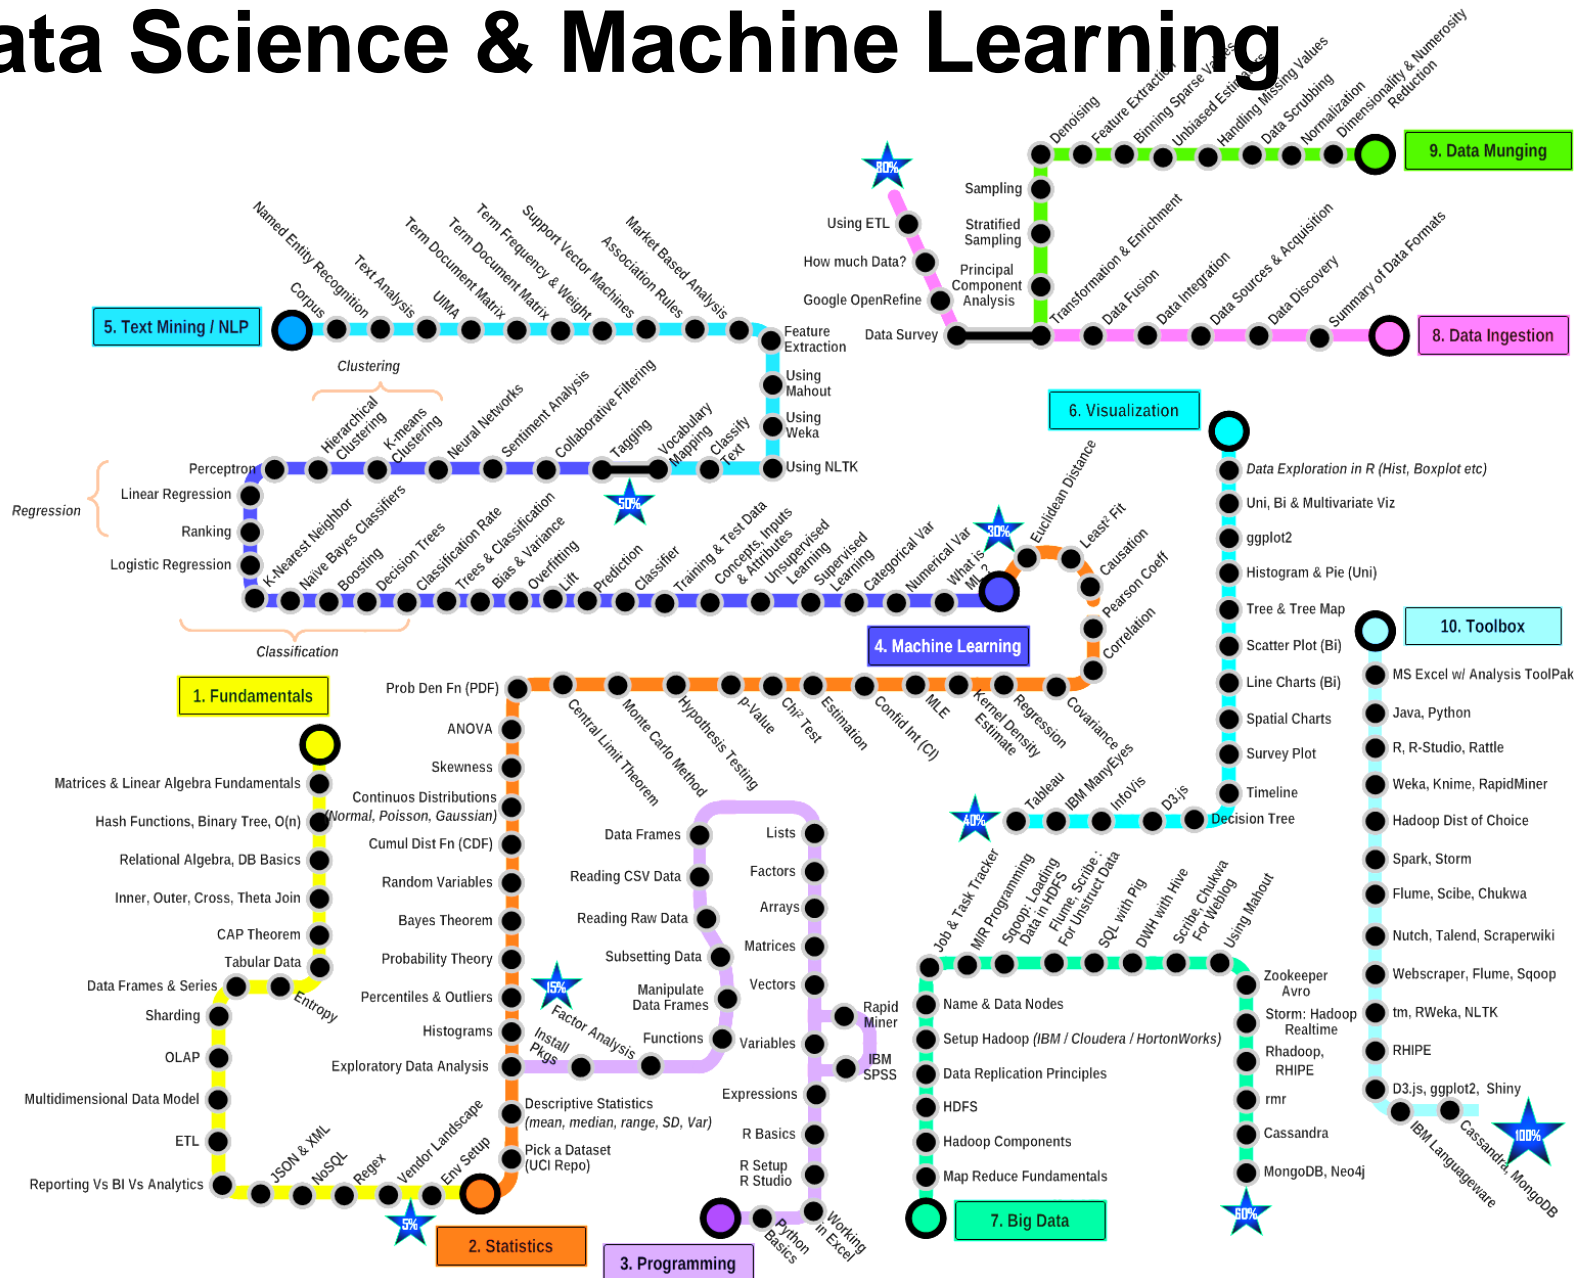 ata Science & Machine Learning
1. Fundamentals
Matrices & Linear Algebra Fundamentals
Hash Functions, Binary Tree, O(n)
Relational Algebra, DB Basics
Inner, Outer, Cross, Theta Join
CAP Theorem
Tabular Data
Entropy
Data Frames & Series
Sharding
OLAP
Multidimensional Data Model
ETL
Reporting Vs BI Vs Analytics
JSON & XML
NoSQL
Regex
Vendor Landscape
Env Setup
5%
2. Statistics
Pick a Dataset
(UCI Repo)
Descriptive Statistics
(mean, median, range, SD, Var)
Exploratory Data Analysis
Histograms
Percentiles & Outliers
Probability Theory
Bayes Theorem
Random Variables
Cumul Dist Fn (CDF)
Continuos Distributions
(Normal, Poisson, Gaussian)
Skewness
ANOVA
Prob Den Fn (PDF)
Central Limit Theorem
Monte Carlo Method
Hypothesis Testing
p-Value
Chi² Test
Estimation
Confid Int (CI)
MLE
Kernel Density
Estimate
Regression
Covariance
Correlation
Pearson Coeff
Causation
Least² Fit
Euclidean Distance
15%
30%
3. Programming
Python
Basics
Working
in Excel
R Setup
R Studio
R Basics
Expressions
Variables
IBM
SPSS
Rapid
Miner
Vectors
Matrices
Arrays
Factors
Lists
Data Frames
Reading CSV Data
Reading Raw Data
Subsetting Data
Manipulate
Data Frames
Functions
Factor Analysis
Install
Pkgs
4. Machine Learning
What is
ML ?
Numerical Var
Categorical Var
Supervised
Learning
Unsupervised
Learning
Concepts, Inputs
& Attributes
Training & Test Data
Classifier
Prediction
Lift
Overfitting
Bias & Variance
Trees & Classification
Classification Rate
Decision Trees
Boosting
Naïve Bayes Classifiers
K-Nearest Neighbor
Classification
Logistic Regression
Ranking
Linear Regression
Perceptron
Regression
Hierarchical
Clustering
K-means
Clustering
Clustering
Neural Networks
Sentiment Analysis
Collaborative Filtering
Tagging
50%
5. Text Mining / NLP
Corpus
Named Entity Recognition
Text Analysis
UIMA
Term Document Matrix
Term Document Matrix
Term Frequency & Weight
Support Vector Machines
Association Rules
Market Based Analysis
Feature
Extraction
Using
Mahout
Using
Weka
Using NLTK
Classify
Text
Vocabulary
Mapping
6. Visualization
Data Exploration in R (Hist, Boxplot etc)
Uni, Bi & Multivariate Viz
ggplot2
Histogram & Pie (Uni)
Tree & Tree Map
Scatter Plot (Bi)
Line Charts (Bi)
Spatial Charts
Survey Plot
Timeline
Decision Tree
D3.js
InfoVis
IBM ManyEyes
Tableau
40%
7. Big Data
Map Reduce Fundamentals
Hadoop Components
HDFS
Data Replication Principles
Setup Hadoop (IBM / Cloudera / HortonWorks)
Name & Data Nodes
Job & Task Tracker
M/R Programming
Sqoop: Loading
Data in HDFS
Flume, Scribe :
For Unstruct Data
SQL with Pig
DWH with Hive
Scribe, Chukwa
For Weblog
Using Mahout
Zookeeper
Avro
Storm: Hadoop
Realtime
Rhadoop,
RHIPE
rmr
Cassandra
MongoDB, Neo4j
60%
8. Data Ingestion
Summary of Data Formats
Data Discovery
Data Sources & Acquisition
Data Integration
Data Fusion
Transformation & Enrichment
Data Survey
Google OpenRefine
How much Data?
Using ETL
80%
9. Data Munging
Dimensionality & Numerosity
Reduction
Normalization
Data Scrubbing
Handling Missing Values
Unbiased Estimators
Binning Sparse Values
Feature Extraction
Denoising
Sampling
Stratified
Sampling
Principal
Component
Analysis
10. Toolbox
MS Excel w/ Analysis ToolPak
Java, Python
R, R-Studio, Rattle
Weka, Knime, RapidMiner
Hadoop Dist of Choice
Spark, Storm
Flume, Scibe, Chukwa
Nutch, Talend, Scraperwiki
Webscraper, Flume, Sqoop
tm, RWeka, NLTK
RHIPE
D3.js, ggplot2, Shiny
IBM Languageware
Cassandra, MongoDB
100%